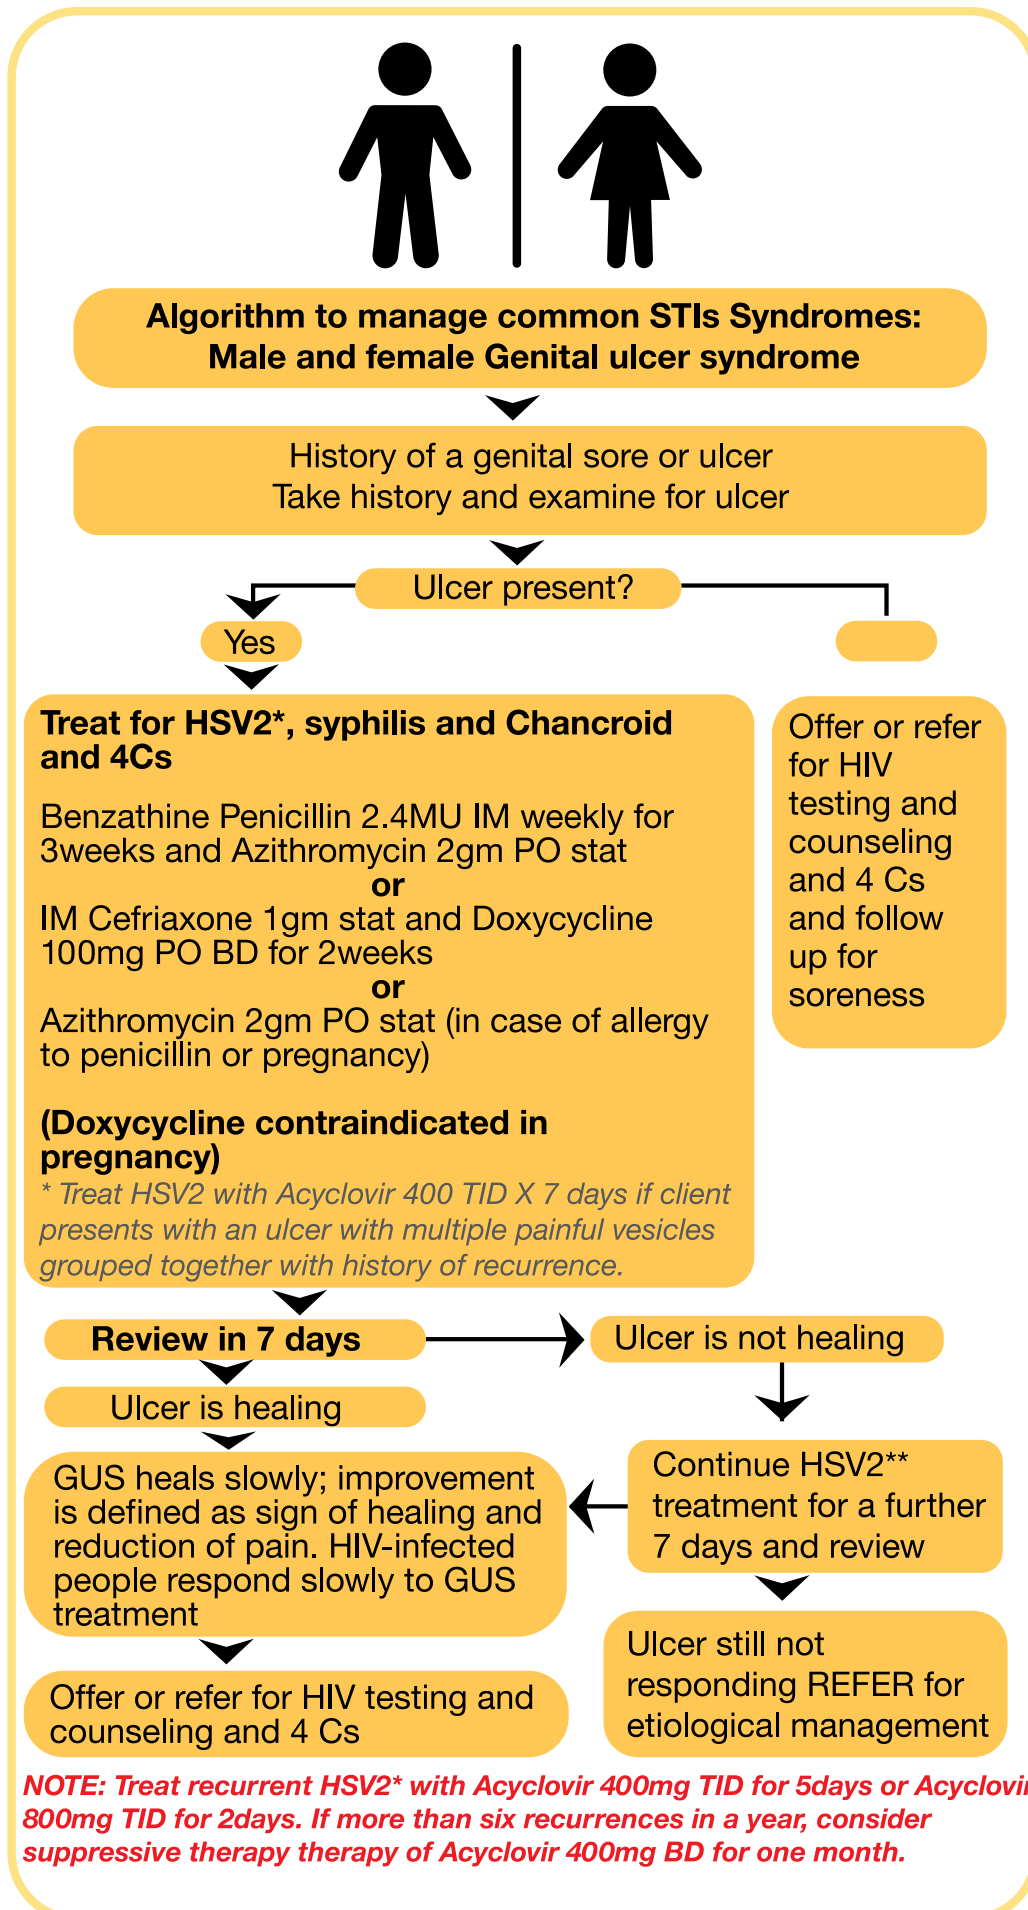 Algorithm to manage common STIs Syndromes:
Male and female Genital ulcer syndrome
History of a genital sore or ulcer
Take history and examine for ulcer
Ulcer present?
Yes
Treat for HSV2*, syphilis and Chancroid
and 4Cs
Benzathine Penicillin 2.4MU IM weekly for
3weeks and Azithromycin 2gm PO stat
or
IM Cefriaxone 1gm stat and Doxycycline
100mg PO BD for 2weeks
or
Azithromycin 2gm PO stat (in case of allergy
to penicillin or pregnancy)
(Doxycycline contraindicated in
pregnancy)
* Treat HSV2 with Acyclovir 400 TID X 7 days if client
presents with an ulcer with multiple painful vesicles
grouped together with history of recurrence.
Offer or refer
for HIV
testing and
counseling
and 4 Cs
and follow
up for
soreness
Review in 7 days
Ulcer is not healing
Ulcer is healing
GUS heals slowly; improvement
is defined as sign of healing and
reduction of pain. HIV-infected
people respond slowly to GUS
treatment
Continue HSV2**
treatment for a further
7 days and review
Offer or refer for HIV testing and
counseling and 4 Cs
Ulcer still not
responding REFER for
etiological management
NOTE: Treat recurrent HSV2* with Acyclovir 400mg TID for 5days or Acyclovir
800mg TID for 2days. If more than six recurrences in a year, consider
suppressive therapy therapy of Acyclovir 400mg BD for one month.